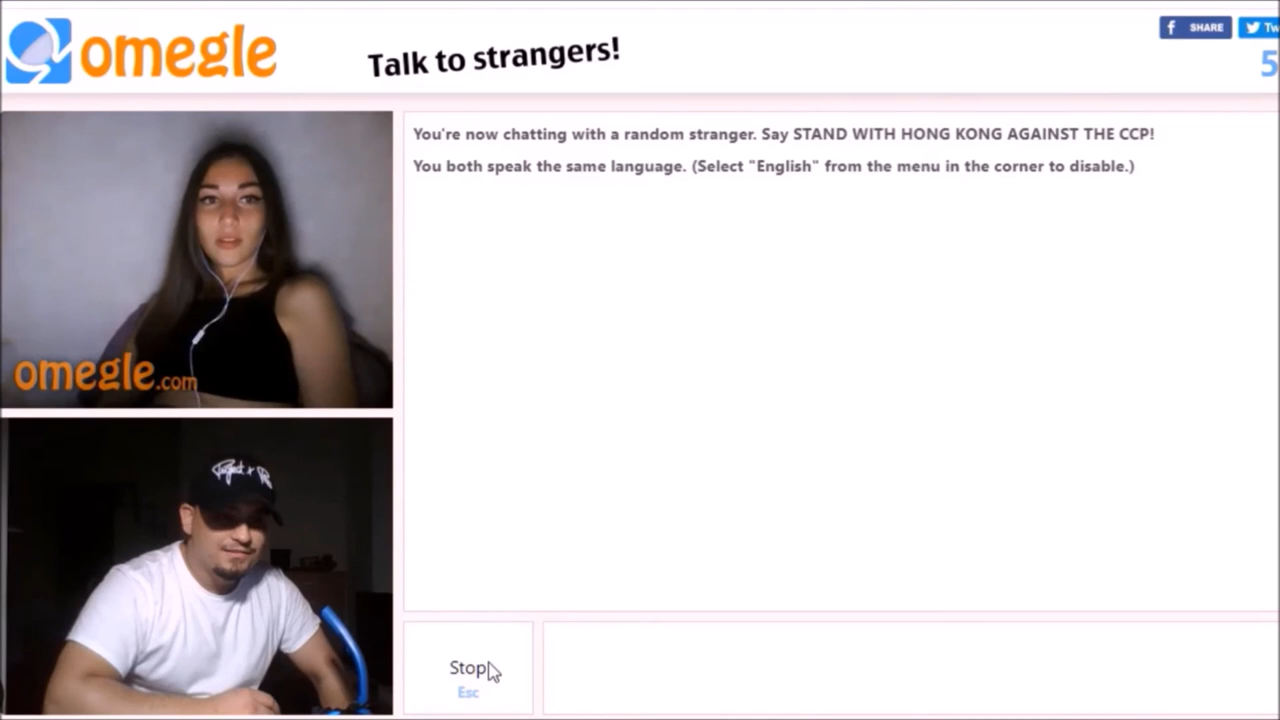 omegle
Talk to strangers!
SHARE
Tw
5
You're now chatting with a random stranger. Say STAND WITH HONG KONG AGAINST THE CCP!
You both speak the same language. (Select "English" from the menu in the corner to disable.)
omegle.com
Stop
Esc